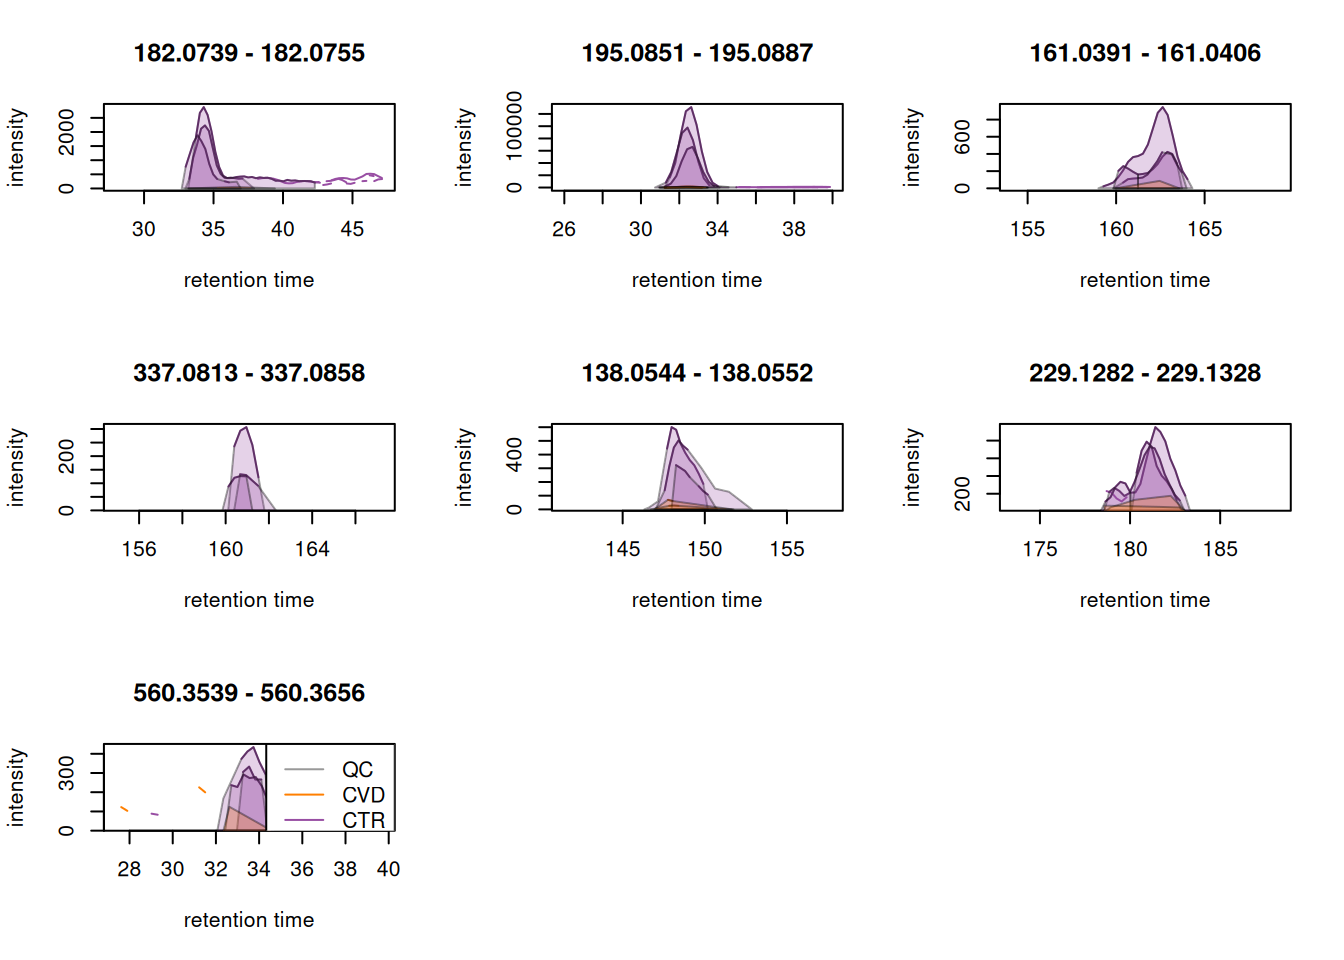 182.0739 - 182.0755
intensity
2000
0
30 35 40 45
retention time
195.0851 - 195.0887
intensity
100000
0
26 30 34 38
retention time
161.0391 - 161.0406
intensity
600
0
155 160 165
retention time
337.0813 - 337.0858
intensity
200
0
156 160 164
retention time
138.0544 - 138.0552
intensity
400
0
145 150 155
retention time
229.1282 - 229.1328
intensity
200
175 180 185
retention time
560.3539 - 560.3656
intensity
300
0
QC
CVD
CTR
28 30 32 34 36 38 40
retention time